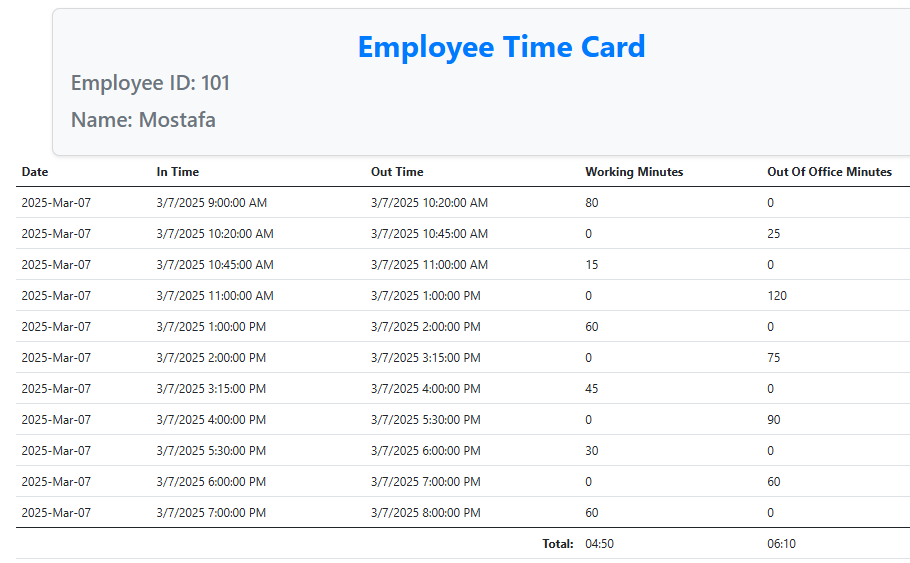 Employee Time Card
Employee ID: 101
Name: Mostafa
Date In Time Out Time Working Minutes Out Of Office Minutes
2025-Mar-07 3/7/2025 9:00:00 AM 3/7/2025 10:20:00 AM 80 0
2025-Mar-07 3/7/2025 10:20:00 AM 3/7/2025 10:45:00 AM 0 25
2025-Mar-07 3/7/2025 10:45:00 AM 3/7/2025 11:00:00 AM 15 0
2025-Mar-07 3/7/2025 11:00:00 AM 3/7/2025 1:00:00 PM 0 120
2025-Mar-07 3/7/2025 1:00:00 PM 3/7/2025 2:00:00 PM 60 0
2025-Mar-07 3/7/2025 2:00:00 PM 3/7/2025 3:15:00 PM 0 75
2025-Mar-07 3/7/2025 3:15:00 PM 3/7/2025 4:00:00 PM 45 0
2025-Mar-07 3/7/2025 4:00:00 PM 3/7/2025 5:30:00 PM 0 90
2025-Mar-07 3/7/2025 5:30:00 PM 3/7/2025 6:00:00 PM 30 0
2025-Mar-07 3/7/2025 6:00:00 PM 3/7/2025 7:00:00 PM 0 60
2025-Mar-07 3/7/2025 7:00:00 PM 3/7/2025 8:00:00 PM 60 0
Total: 04:50 06:10